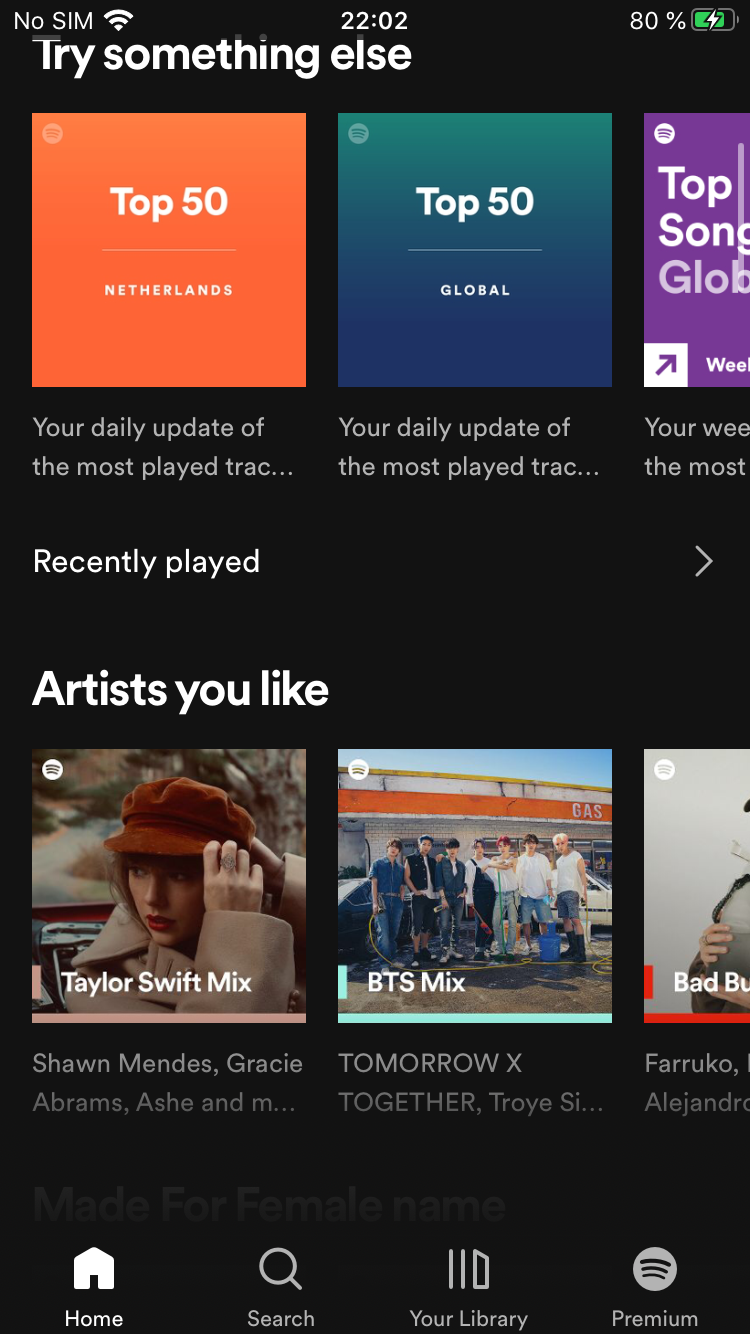 No SIM 22:02 80 %
Try something else
Top 50
NETHERLANDS
Top 50
GLOBAL
Top
Song
Glob
Week
Your daily update of
the most played trac...
Your daily update of
the most played trac...
Your wee
the most
Recently played
Artists you like
Taylor Swift Mix
GAS
BTS Mix
Bad Bu
Shawn Mendes, Gracie
Abrams, Ashe and m...
TOMORROW X
TOGETHER, Troye Si...
Farruko,
Alejandro
Made For Female name
Home
Search
Your Library
Premium